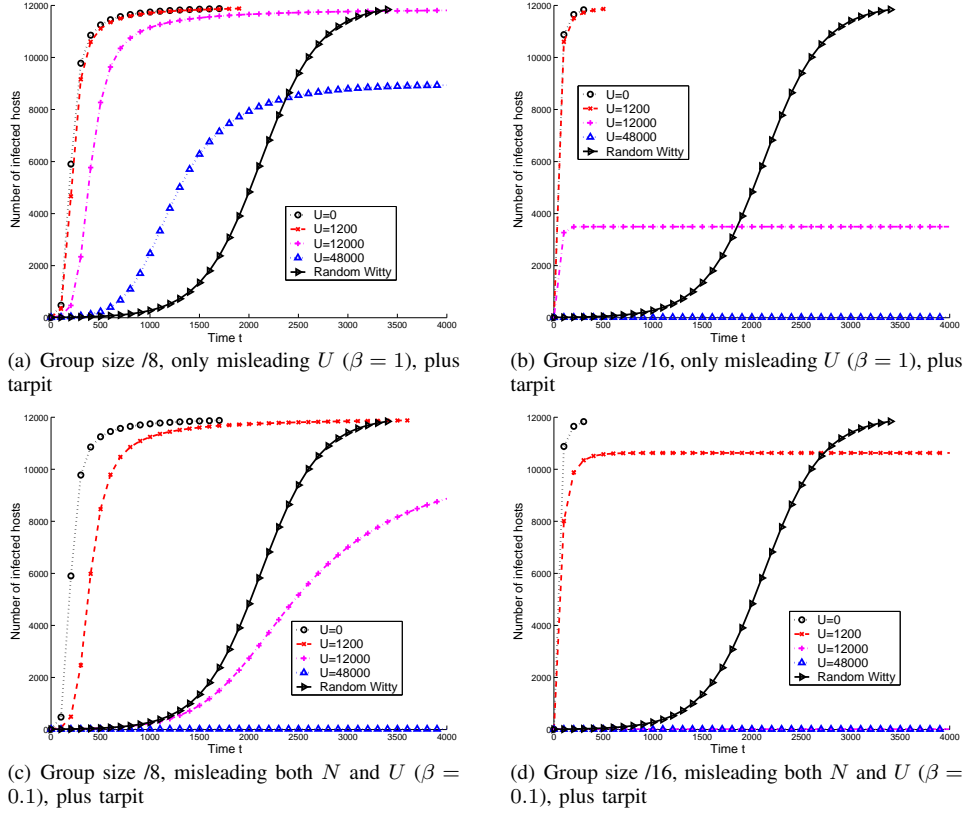 12000
10000
8000
6000
4000
2000
0
Number of infected hosts
U=0
U=1200
U=12000
U=48000
Random Witty
0 500 1000 1500 2000 2500 3000 3500 4000
Time t
(a) Group size /8, only misleading U (β = 1), plus
tarpit
12000
10000
8000
6000
4000
2000
0
Number of infected hosts
U=0
U=1200
U=12000
U=48000
Random Witty
0 500 1000 1500 2000 2500 3000 3500 4000
Time t
(b) Group size /16, only misleading U (β = 1), plus
tarpit
12000
10000
8000
6000
4000
2000
0
Number of infected hosts
U=0
U=1200
U=12000
U=48000
Random Witty
0 500 1000 1500 2000 2500 3000 3500 4000
Time t
(c) Group size /8, misleading both N and U (β =
0.1), plus tarpit
12000
10000
8000
6000
4000
2000
0
Number of infected hosts
U=0
U=1200
U=12000
U=48000
Random Witty
0 500 1000 1500 2000 2500 3000 3500 4000
Time t
(d) Group size /16, misleading both N and U (β =
0.1), plus tarpit